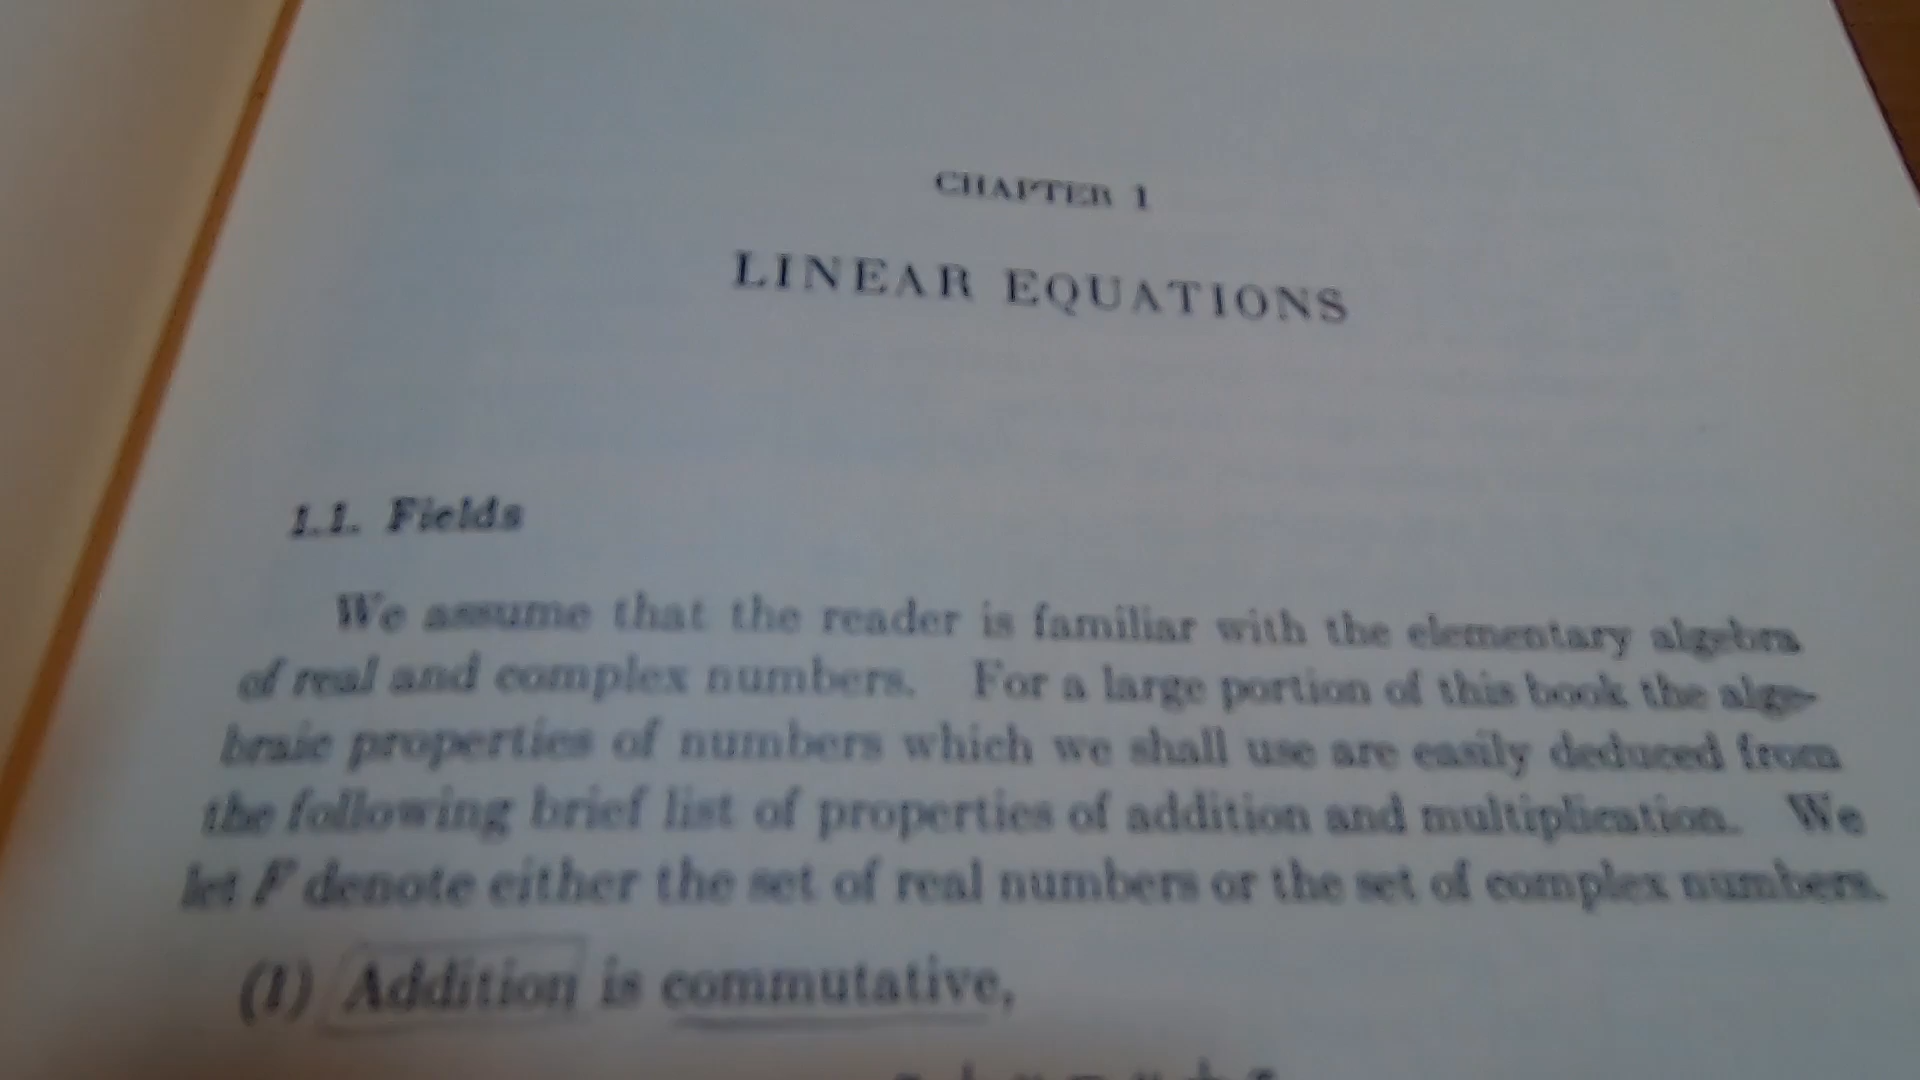 CHAPTER 1
LINEAR EQUATIONS
1.1. Fields
We assume that the reader is familiar with the elementary algebra
of real and complex numbers. For a large portion of this book the alge-
braic properties of numbers which we shall use are easily deduced from
the following brief list of properties of addition and multiplication. We
let F denote either the set of real numbers or the set of complex numbers.
(1) Addition is commutative,